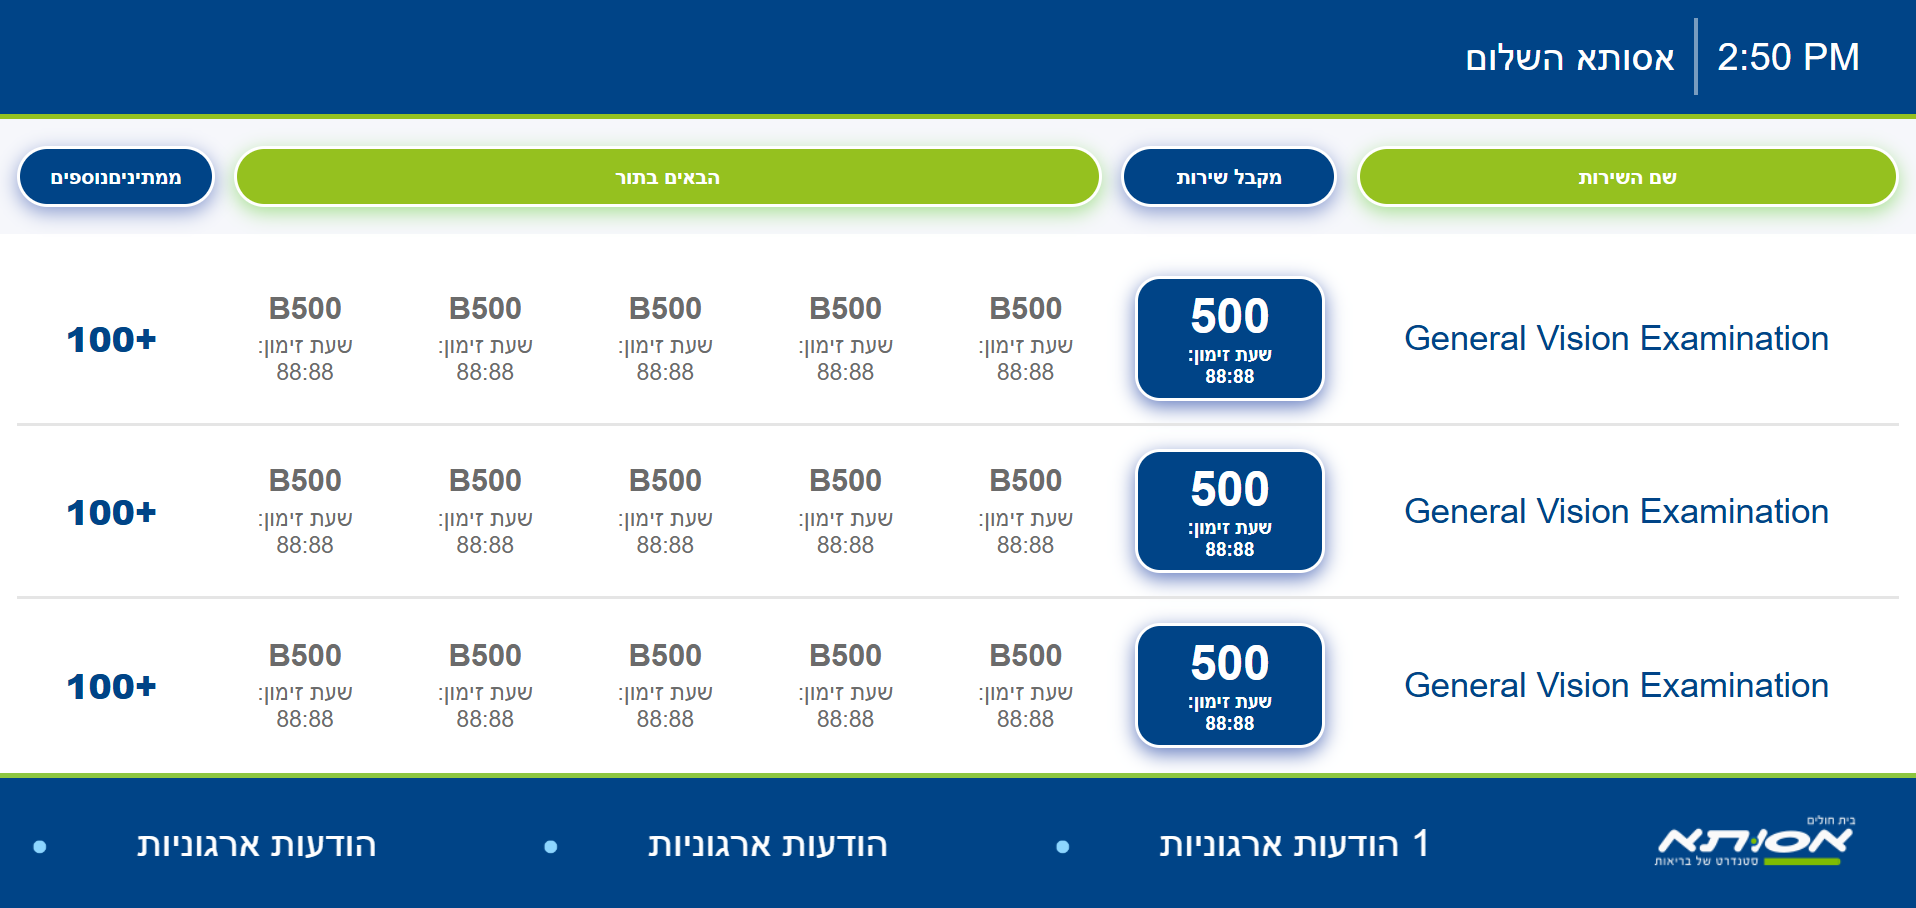 2:50 PM
אסותא השלום
שם השירות
מקבל שירות
הבאים בתור
ממתיניםנוספים
General Vision Examination
500
שעת זימון:
88:88
B500
שעת זימון:
88:88
B500
שעת זימון:
88:88
B500
שעת זימון:
88:88
B500
שעת זימון:
88:88
B500
שעת זימון:
88:88
100+
General Vision Examination
500
שעת זימון:
88:88
B500
שעת זימון:
88:88
B500
שעת זימון:
88:88
B500
שעת זימון:
88:88
B500
שעת זימון:
88:88
B500
שעת זימון:
88:88
100+
General Vision Examination
500
שעת זימון:
88:88
B500
שעת זימון:
88:88
B500
שעת זימון:
88:88
B500
שעת זימון:
88:88
B500
שעת זימון:
88:88
B500
שעת זימון:
88:88
100+
בית חולים
אסותא
סטנדרט של בריאות
1 הודעות ארגוניות
•
הודעות ארגוניות
•
הודעות ארגוניות
•